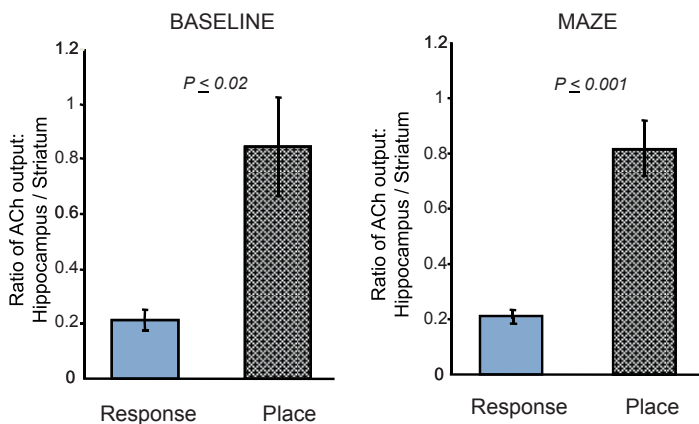 BASELINE
Ratio of ACh output:
Hippocampus / Striatum
1.2
1
0.8
0.6
0.4
0.2
0
P ≤ 0.02
Response Place
MAZE
Ratio of ACh output:
Hippocampus / Striatum
1.2
1
0.8
0.6
0.4
0.2
0
P ≤ 0.001
Response Place